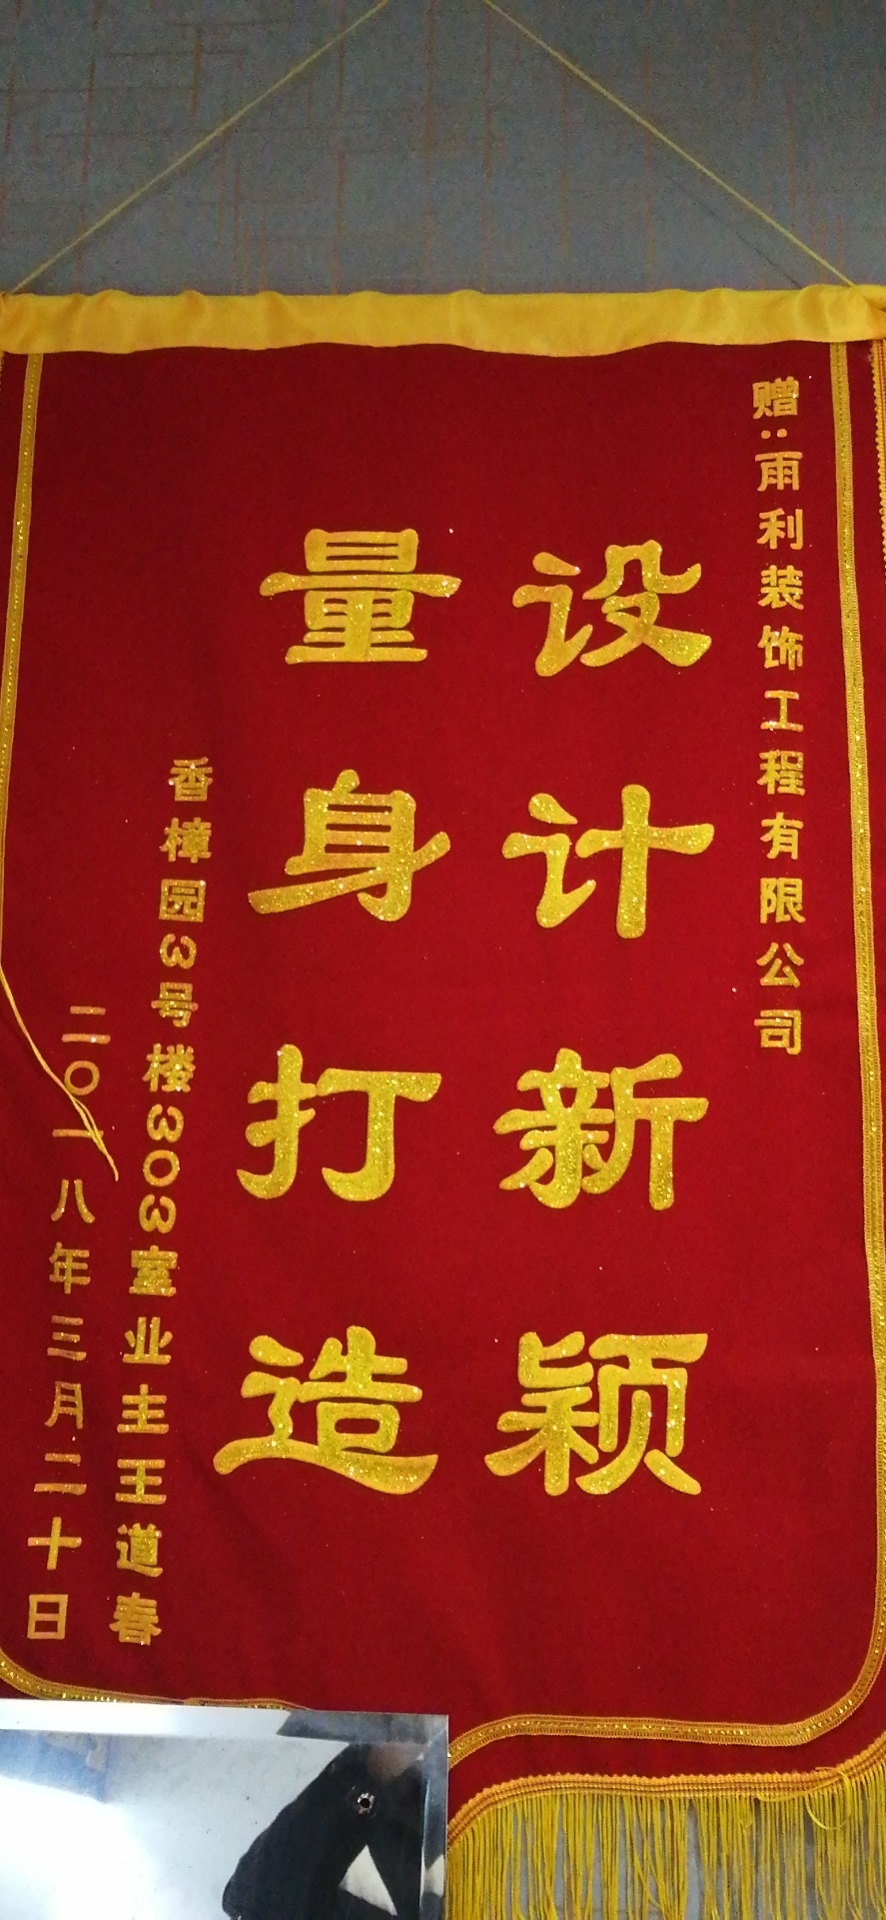 赠:雨利装饰工程有限公司
设计新颖
量身打造
香樟园3号楼303室业主王道春
二〇一八年三月二十日